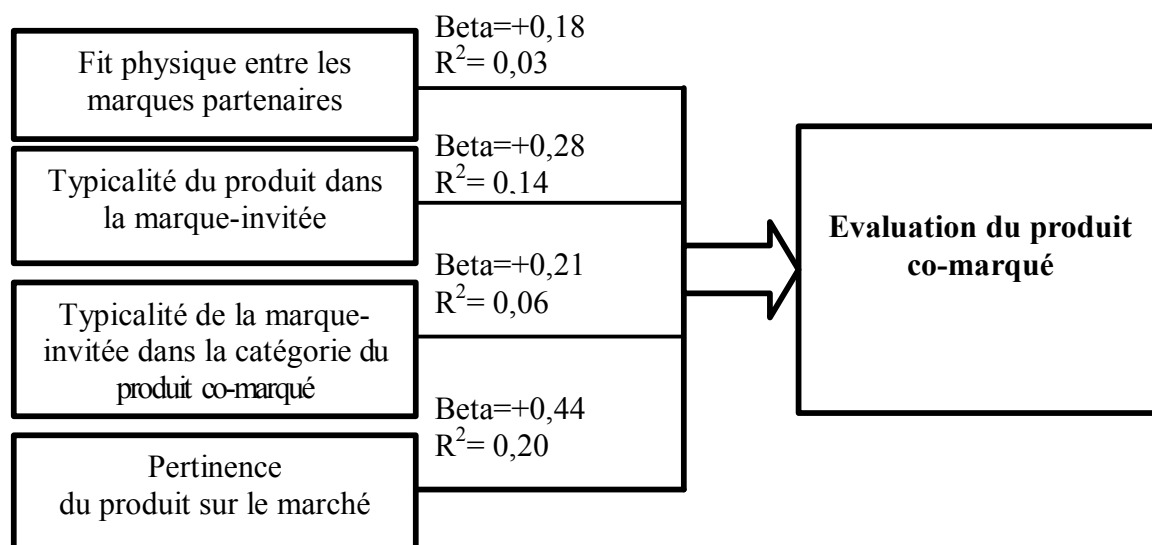 Beta=+0,18
R²= 0,03
Fit physique entre les
marques partenaires
Beta=+0,28
R²= 0,14
Typicalité du produit dans
la marque-invitée
Beta=+0,21
R²= 0,06
Typicalité de la marque-
invitée dans la catégorie du
produit co-marqué
Beta=+0,44
R²= 0,20
Pertinence
du produit sur le marché
Evaluation du produit
co-marqué